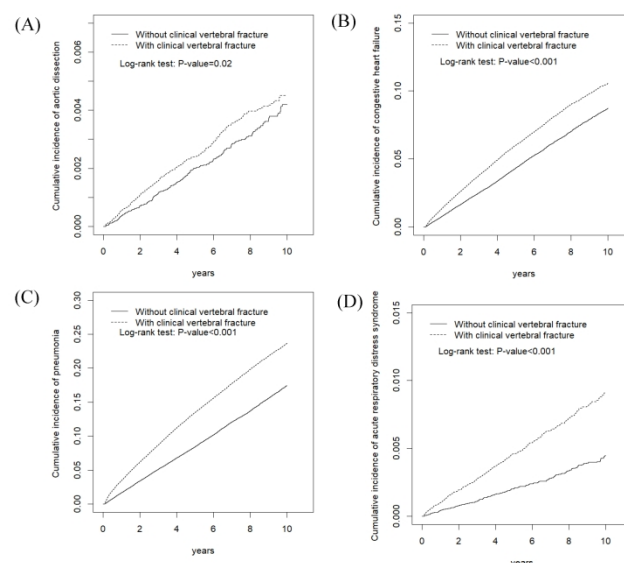 (A)
Without clinical vertebral fracture
With clinical vertebral fracture
Log-rank test: P-value=0.02
Cumulative incidence of aortic dissection
0.000 0.002 0.004 0.006
0 2 4 6 8 10
years
(B)
Without clinical vertebral fracture
With clinical vertebral fracture
Log-rank test: P-value<0.001
Cumulative incidence of congestive heart failure
0.00 0.05 0.10 0.15
0 2 4 6 8 10
years
(C)
Without clinical vertebral fracture
With clinical vertebral fracture
Log-rank test: P-value<0.001
Cumulative incidence of pneumonia
0.00 0.05 0.10 0.15 0.20 0.25 0.30
0 2 4 6 8 10
years
(D)
Without clinical vertebral fracture
With clinical vertebral fracture
Log-rank test: P-value<0.001
Cumulative incidence of acute respiratory distress syndrome
0.000 0.005 0.010 0.015
0 2 4 6 8 10
years